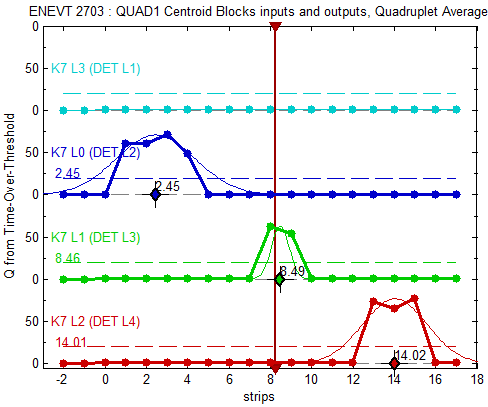 ENEVT 2703 : QUAD1 Centroid Blocks inputs and outputs, Quadruplet Average
Q from Time-Over-Threshold
0
K7 L3 (DET L1)
50
0
K7 L0 (DET L2)
50
2.45
2.45
0
K7 L1 (DET L3)
50
8.46
8.49
0
K7 L2 (DET L4)
50
14.01
14.02
0
-2 0 2 4 6 8 10 12 14 16 18
strips